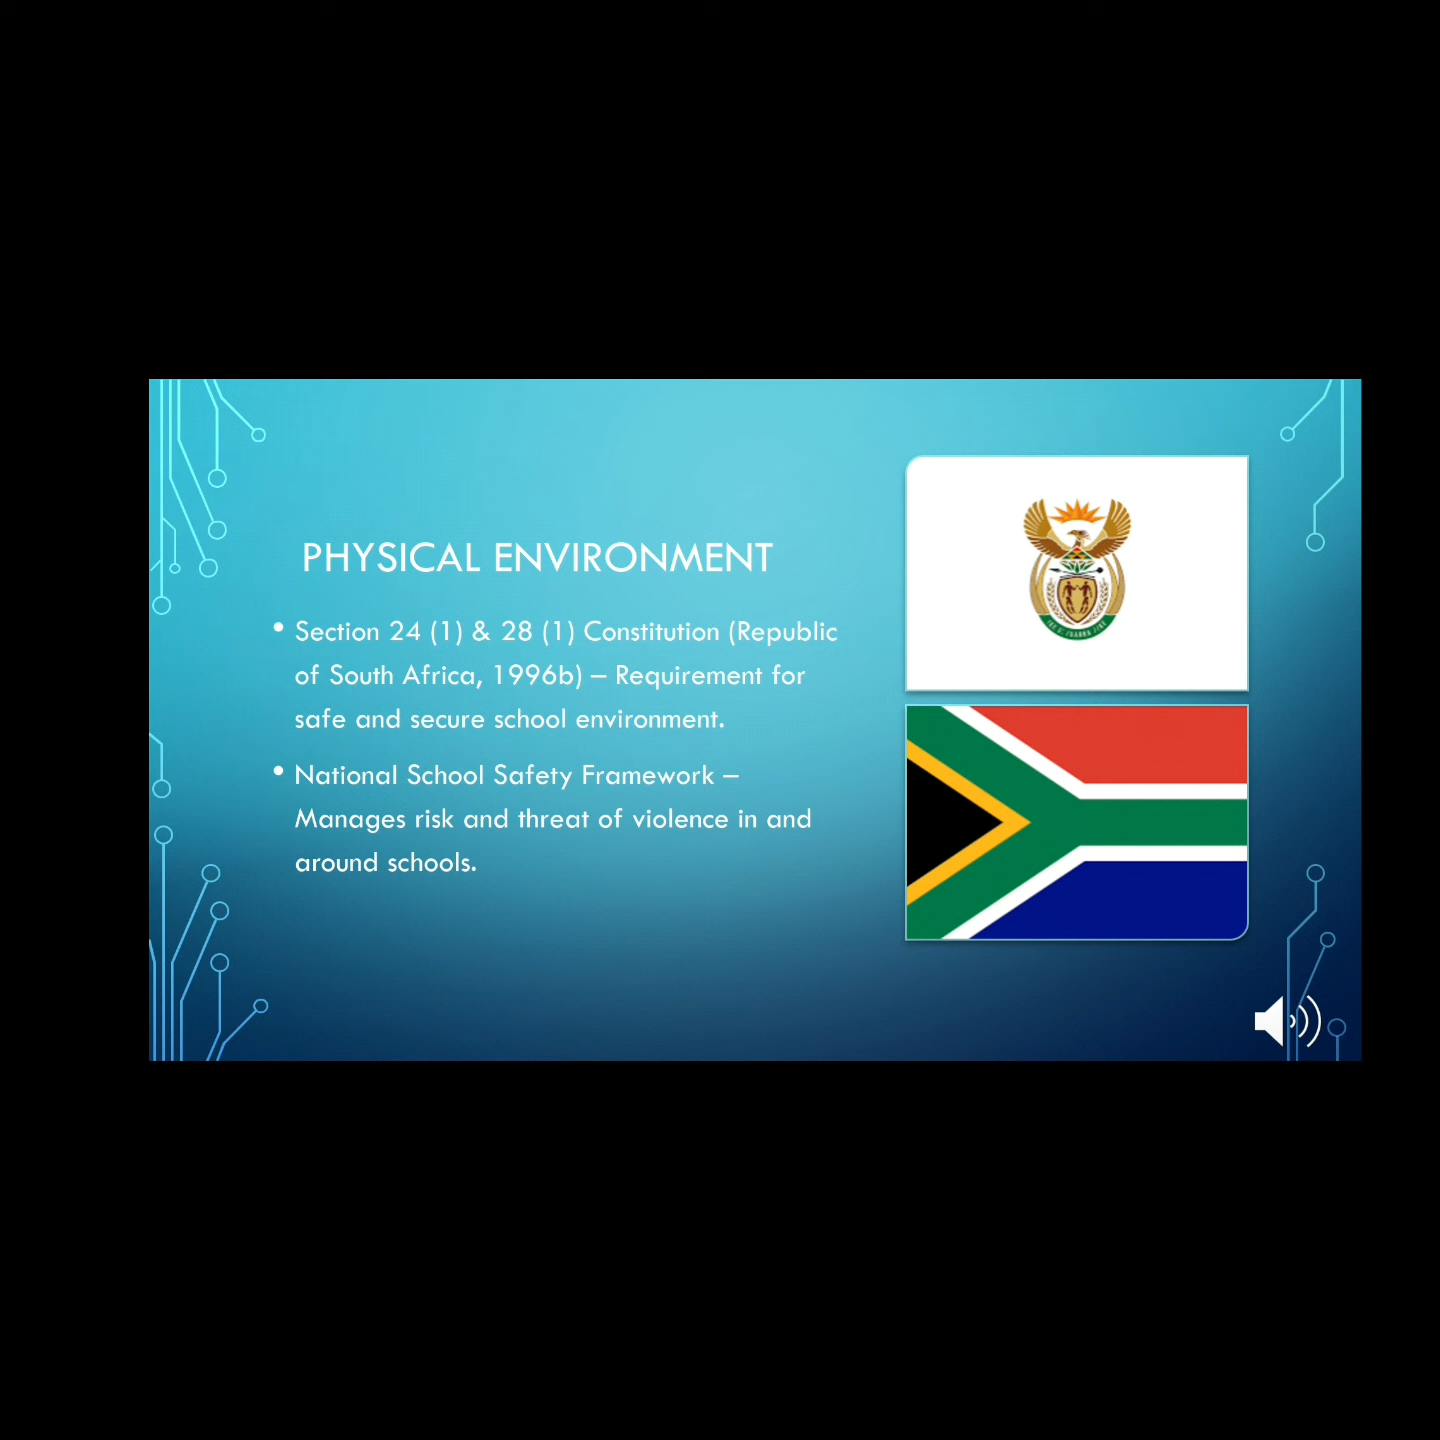 PHYSICAL ENVIRONMENT
• Section 24 (1) & 28 (1) Constitution (Republic
of South Africa, 1996b) – Requirement for
safe and secure school environment.
• National School Safety Framework –
Manages risk and threat of violence in and
around schools.